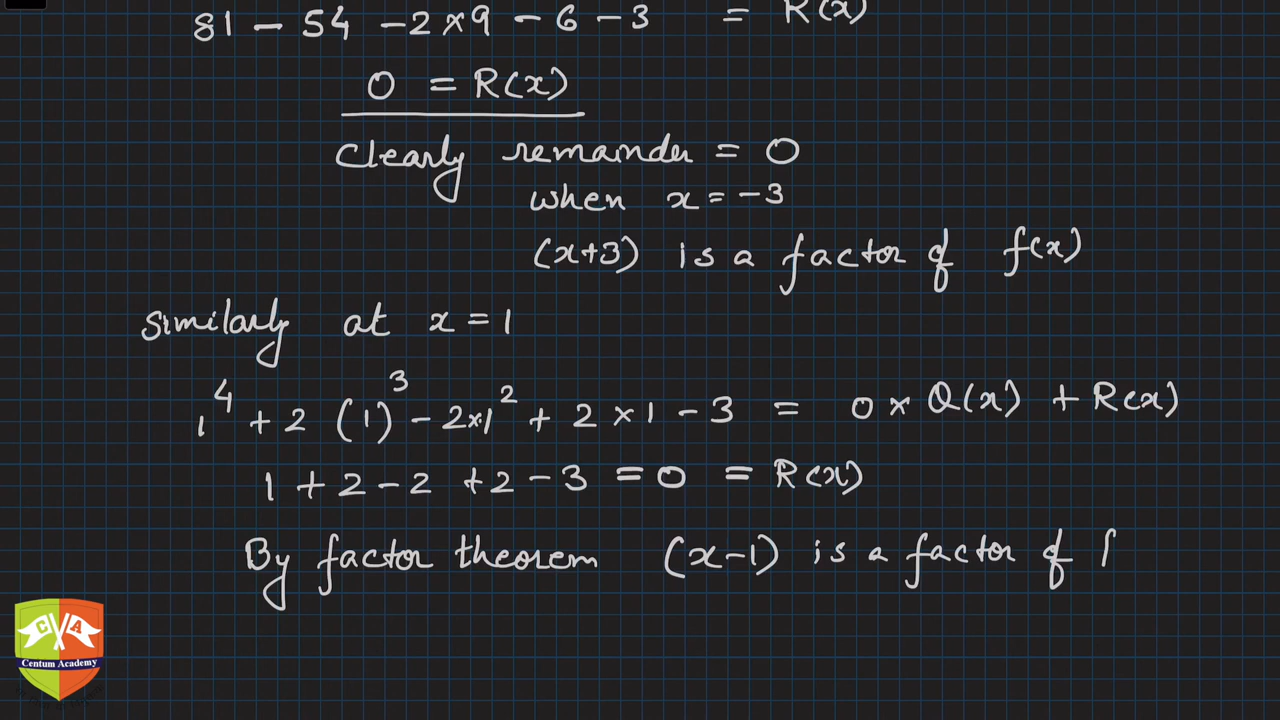 81 - 54 - 2×9 - 6 - 3 = R(x)
0 = R(x)
Clearly remainder = 0
when x = -3
(x+3) is a factor of f(x)
Similarly at x = 1
1⁴ + 2 (1)³ - 2×1² + 2 × 1 - 3 = 0 × Q(x) + R(x)
1 + 2 - 2 + 2 - 3 = 0 = R(x)
By factor theorem (x-1) is a factor of
CA
Centum Academy